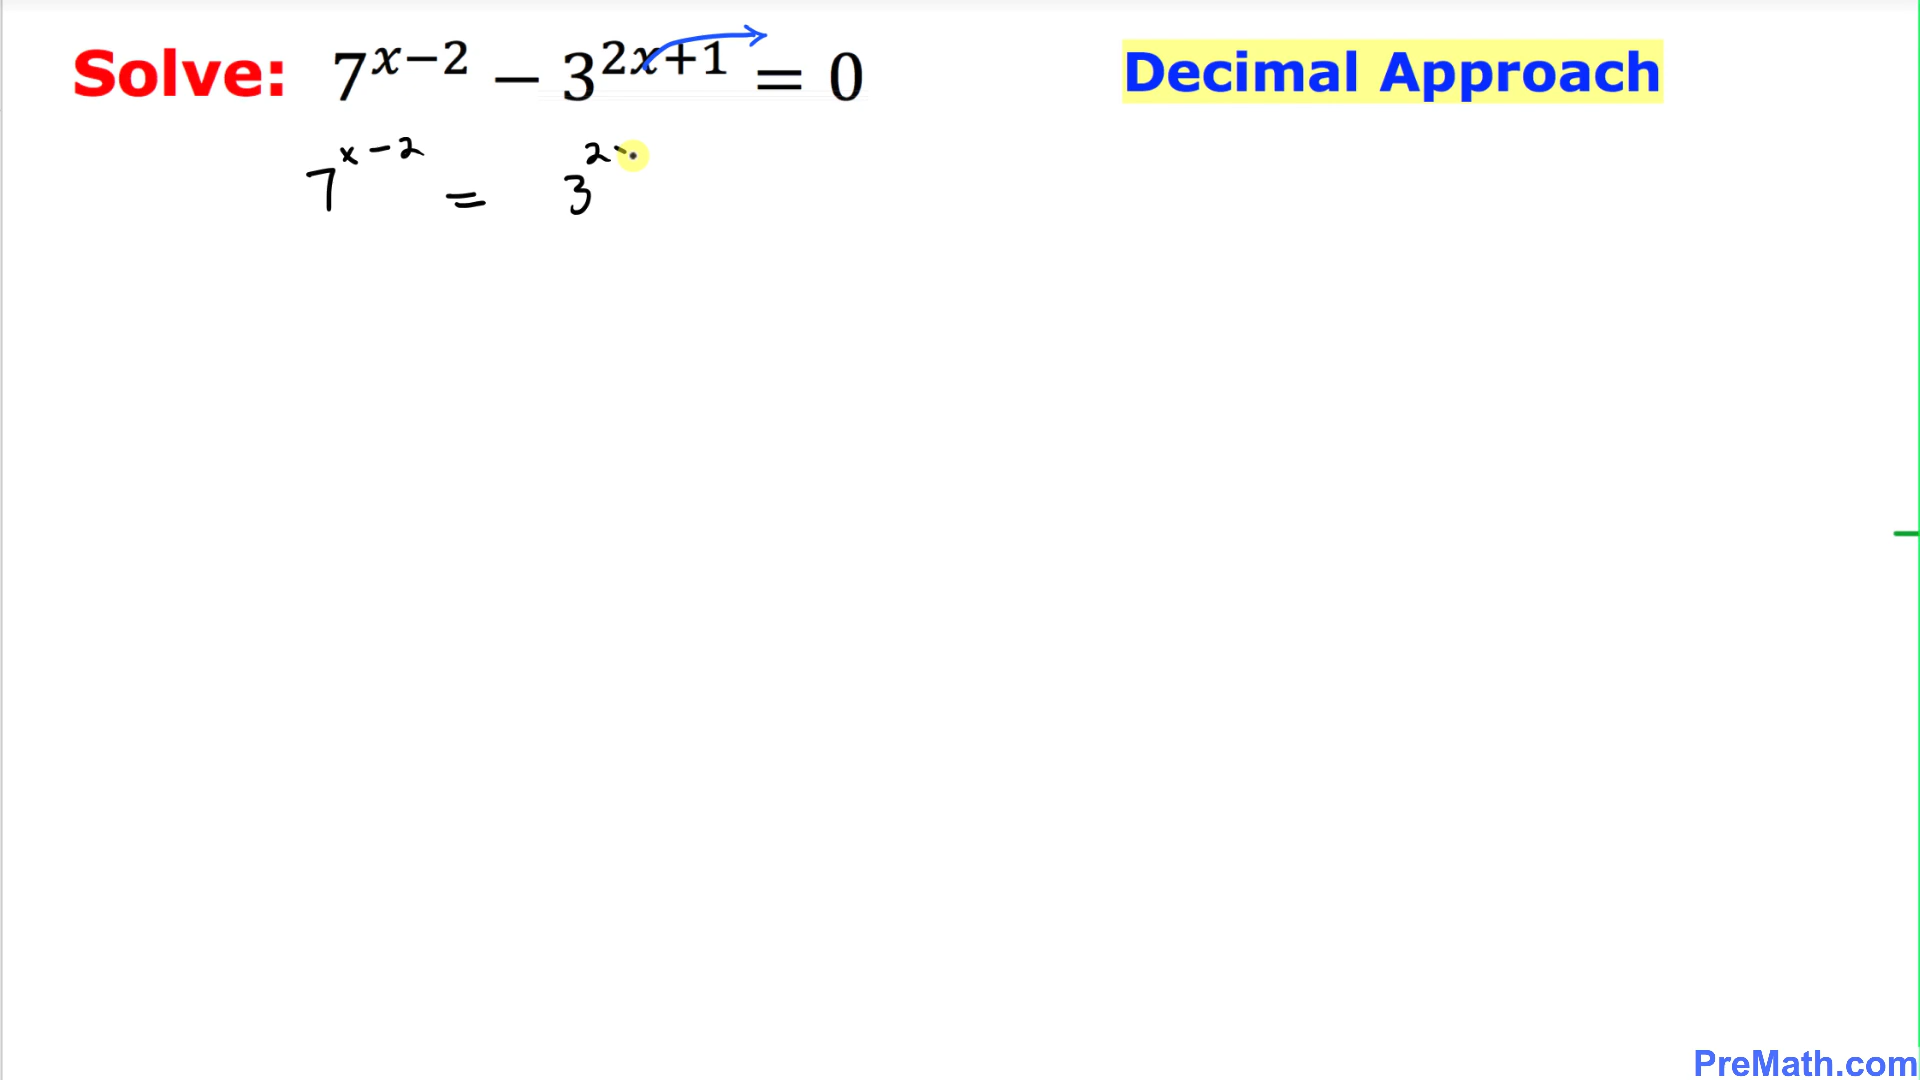 Solve: 7^{x−2} − 3^{2x+1} = 0
Decimal Approach
7^{x−2} = 3^{2
PreMath.com